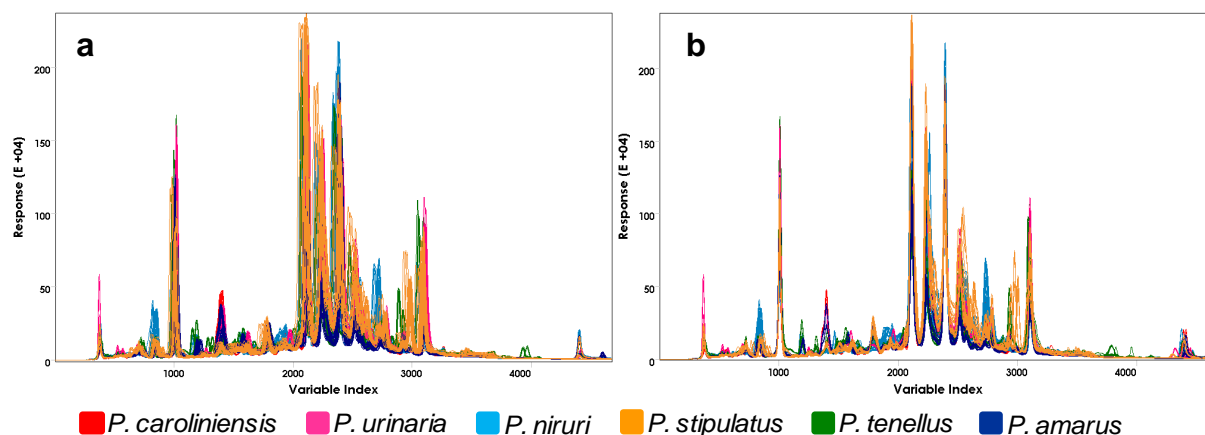 a
b
200
150
100
50
0
Response (E +04)
1000
2000
3000
4000
Variable Index
200
150
100
50
0
Response (E +04)
1000
2000
3000
4000
Variable Index
P. caroliniensis P. urinaria P. niruri P. stipulatus P. tenellus P. amarus